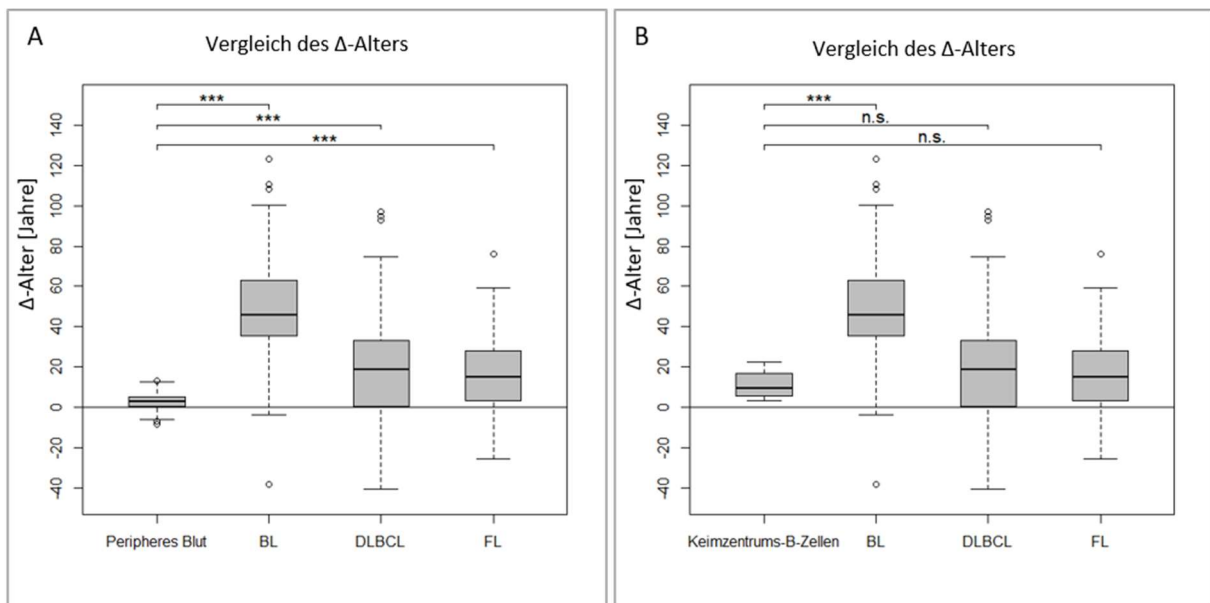 A
Vergleich des Δ-Alters
***
***
***
Δ-Alter [Jahre]
140
120
100
80
60
40
20
0
-20
-40
Peripheres Blut BL DLBCL FL
B
Vergleich des Δ-Alters
***
n.s.
n.s.
Δ-Alter [Jahre]
140
120
100
80
60
40
20
0
-20
-40
Keimzentrums-B-Zellen BL DLBCL FL